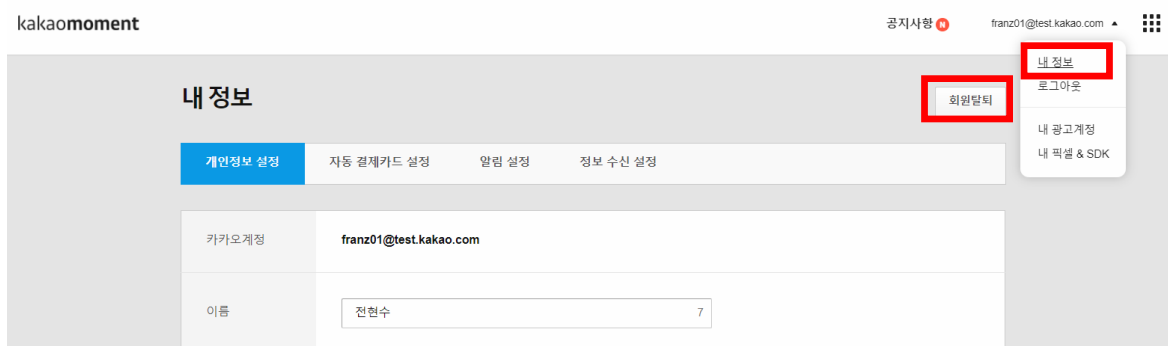 kakaomoment
공지사항 N
franz01@test.kakao.com
내 정보
로그아웃
내 광고계정
내 픽셀 & SDK
내 정보
회원탈퇴
개인정보 설정 자동 결제카드 설정 알림 설정 정보 수신 설정
카카오계정 franz01@test.kakao.com
이름 전현수 7